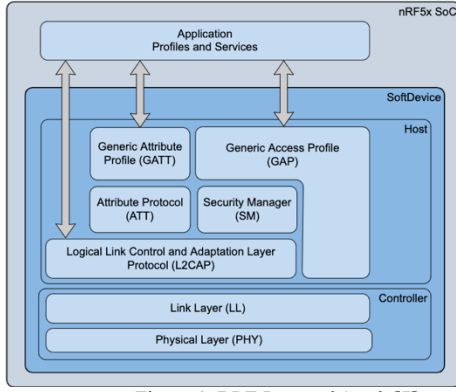 nRF5x SoC
Application
Profiles and Services
SoftDevice
Host
Generic Attribute
Profile (GATT)
Generic Access Profile
(GAP)
Attribute Protocol
(ATT)
Security Manager
(SM)
Logical Link Control and Adaptation Layer
Protocol (L2CAP)
Controller
Link Layer (LL)
Physical Layer (PHY)